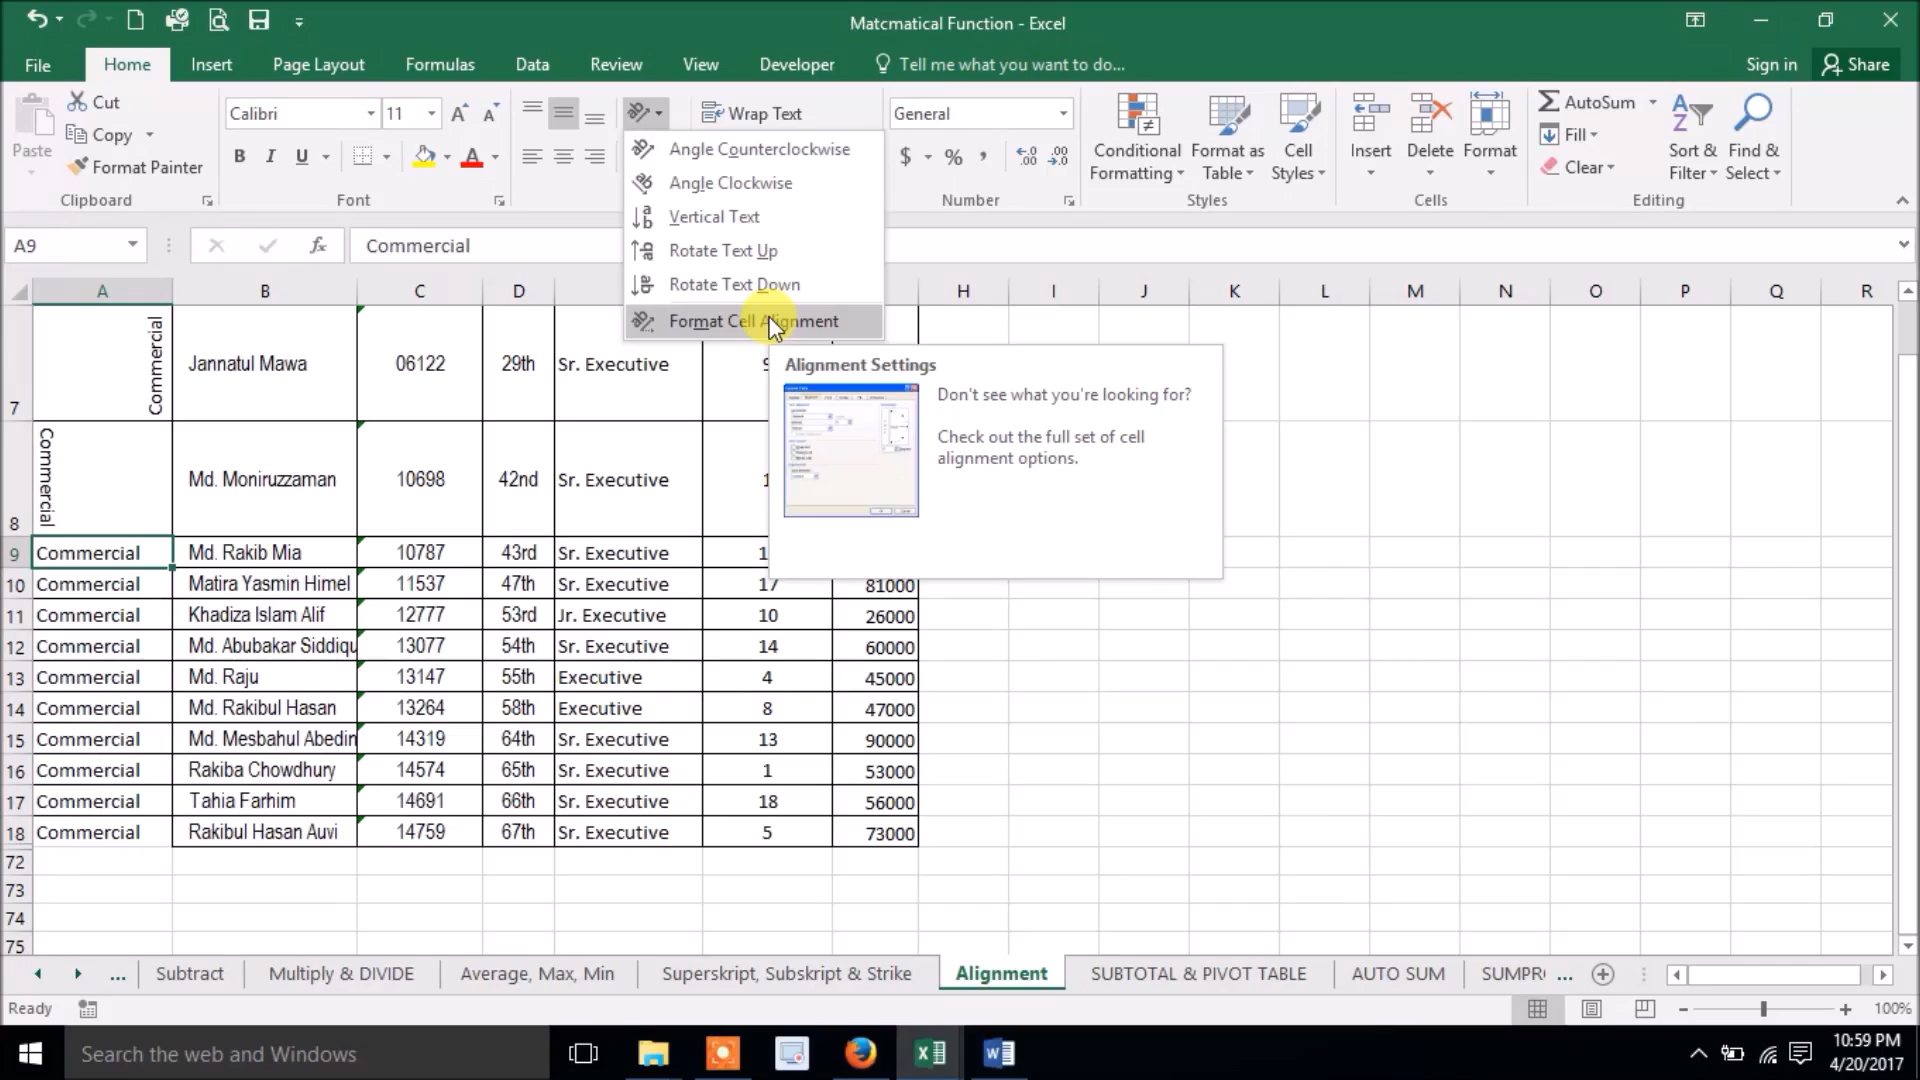 Matcmatical Function - Excel
File Home Insert Page Layout Formulas Data Review View Developer Tell me what you want to do... Sign in Share
Paste
Cut
Copy
Format Painter
Clipboard
Calibri 11
B I U
Font
Wrap Text
Angle Counterclockwise
Angle Clockwise
Vertical Text
Rotate Text Up
Rotate Text Down
Format Cell Alignment
General
$ %
Number
Conditional Formatting
Format as Table
Cell Styles
Styles
Insert Delete Format
Cells
AutoSum
Fill
Clear
Sort & Filter
Find & Select
Editing
A9 fx Commercial
A B C D H I J K L M N O P Q R
Alignment Settings
Don't see what you're looking for?
Check out the full set of cell
alignment options.
7 Commercial Jannatul Mawa 06122 29th Sr. Executive 9
8 Commercial Md. Moniruzzaman 10698 42nd Sr. Executive 1
9 Commercial Md. Rakib Mia 10787 43rd Sr. Executive 1
10 Commercial Matira Yasmin Himel 11537 47th Sr. Executive 17 81000
11 Commercial Khadiza Islam Alif 12777 53rd Jr. Executive 10 26000
12 Commercial Md. Abubakar Siddiqu 13077 54th Sr. Executive 14 60000
13 Commercial Md. Raju 13147 55th Executive 4 45000
14 Commercial Md. Rakibul Hasan 13264 58th Executive 8 47000
15 Commercial Md. Mesbahul Abedin 14319 64th Sr. Executive 13 90000
16 Commercial Rakiba Chowdhury 14574 65th Sr. Executive 1 53000
17 Commercial Tahia Farhim 14691 66th Sr. Executive 18 56000
18 Commercial Rakibul Hasan Auvi 14759 67th Sr. Executive 5 73000
72
73
74
75
... Subtract Multiply & DIVIDE Average, Max, Min Superskript, Subskript & Strike Alignment SUBTOTAL & PIVOT TABLE AUTO SUM SUMPR ...
Ready 100%
Search the web and Windows
10:59 PM
4/20/2017